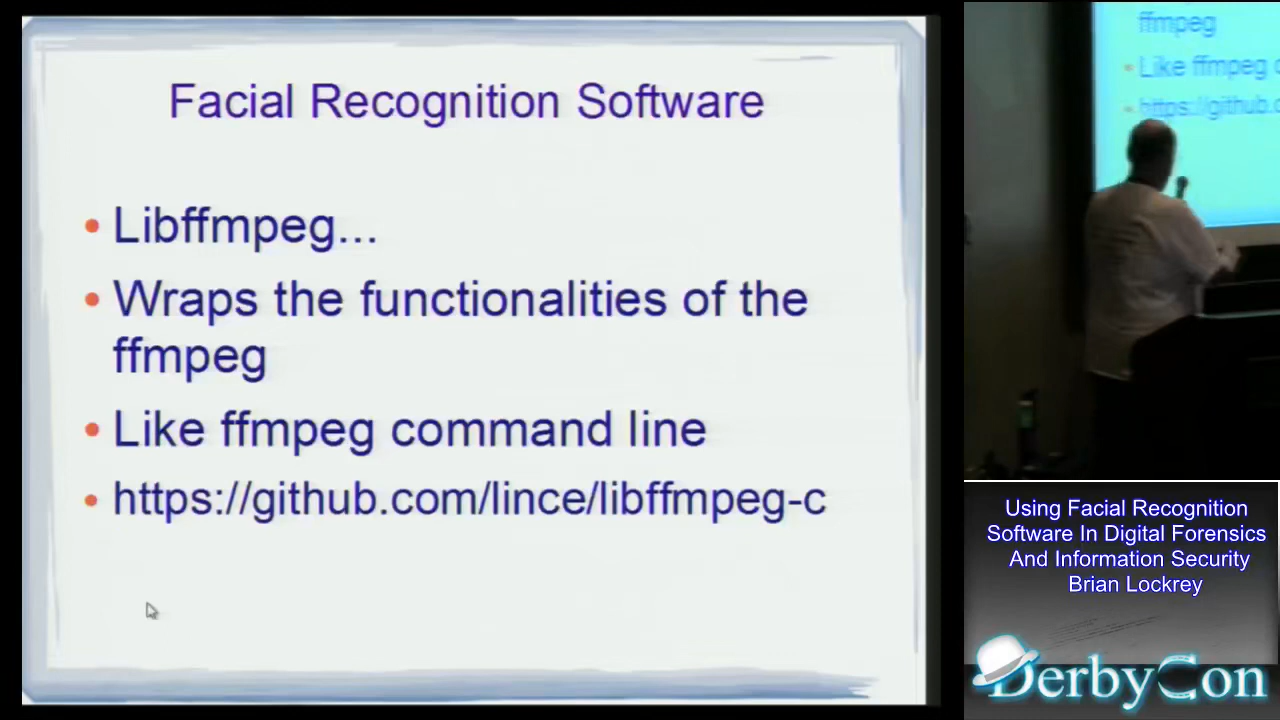 Facial Recognition Software
Libffmpeg...
Wraps the functionalities of the
ffmpeg
Like ffmpeg command line
https://github.com/lince/libffmpeg-c
ffmpeg
Like ffmpeg
https://github.
Using Facial Recognition
Software In Digital Forensics
And Information Security
Brian Lockrey
DerbyCon